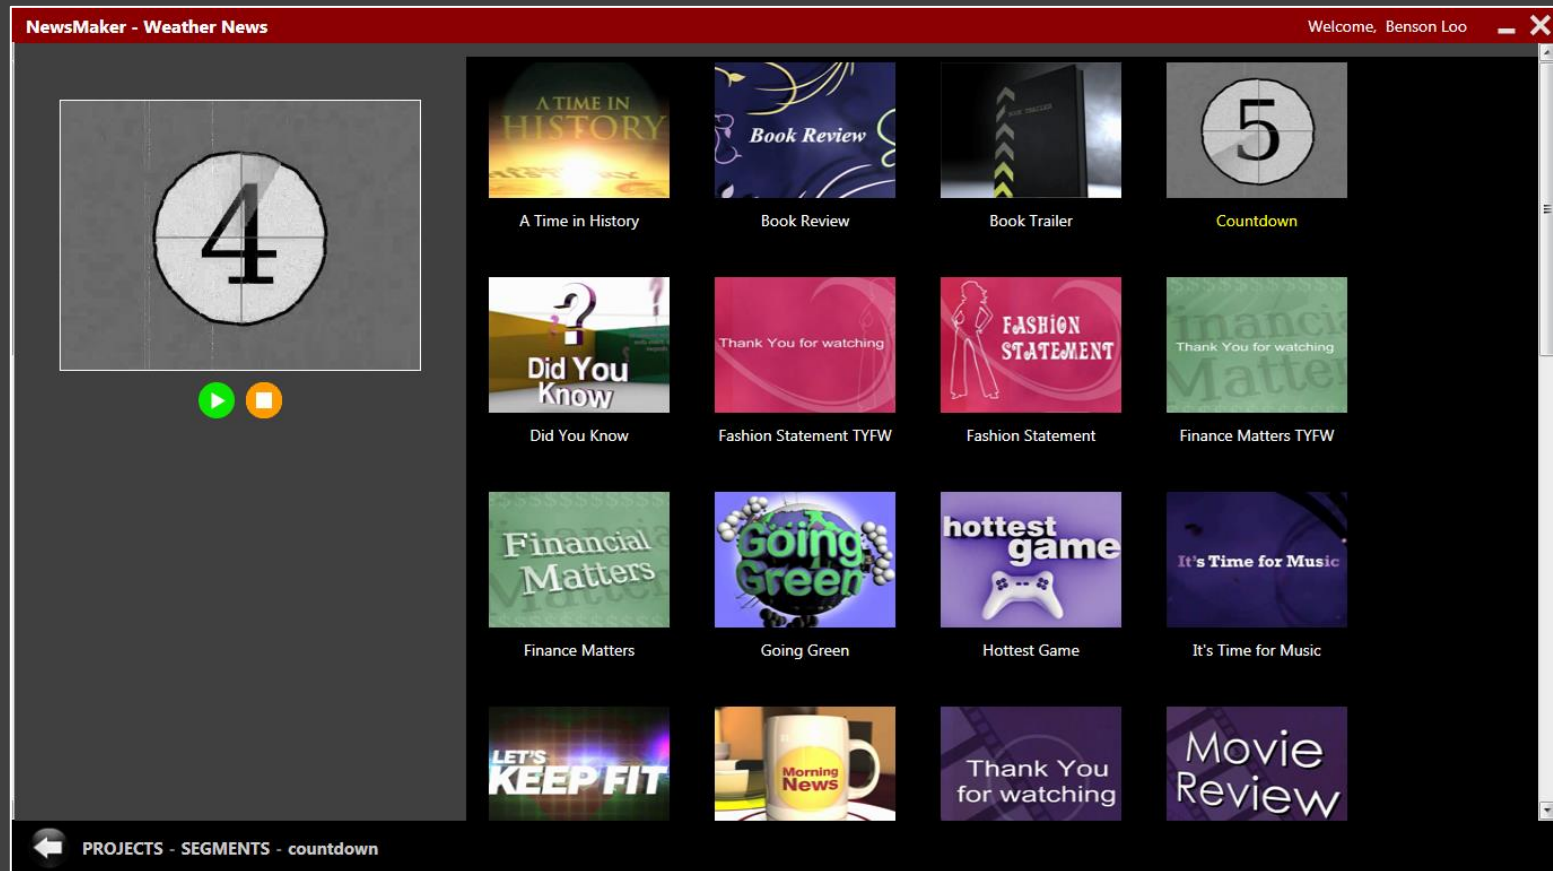 NewsMaker - Weather News
Welcome, Benson Loo
4
A TIME IN
HISTORY
A Time in History
Book Review
Book Review
BOOK TRAILER
Book Trailer
5
Countdown
?
Did You
Know
Did You Know
Thank You for watching
Fashion Statement TYFW
FASHION
STATEMENT
Fashion Statement
Thank You for watching
Matter
Finance Matters TYFW
Financial
Matters
Finance Matters
Going
Green
Going Green
hottest
game
Hottest Game
It's Time for Music
It's Time for Music
LET'S
KEEP FIT
Morning
News
Thank You
for watching
Movie
Review
PROJECTS - SEGMENTS - countdown